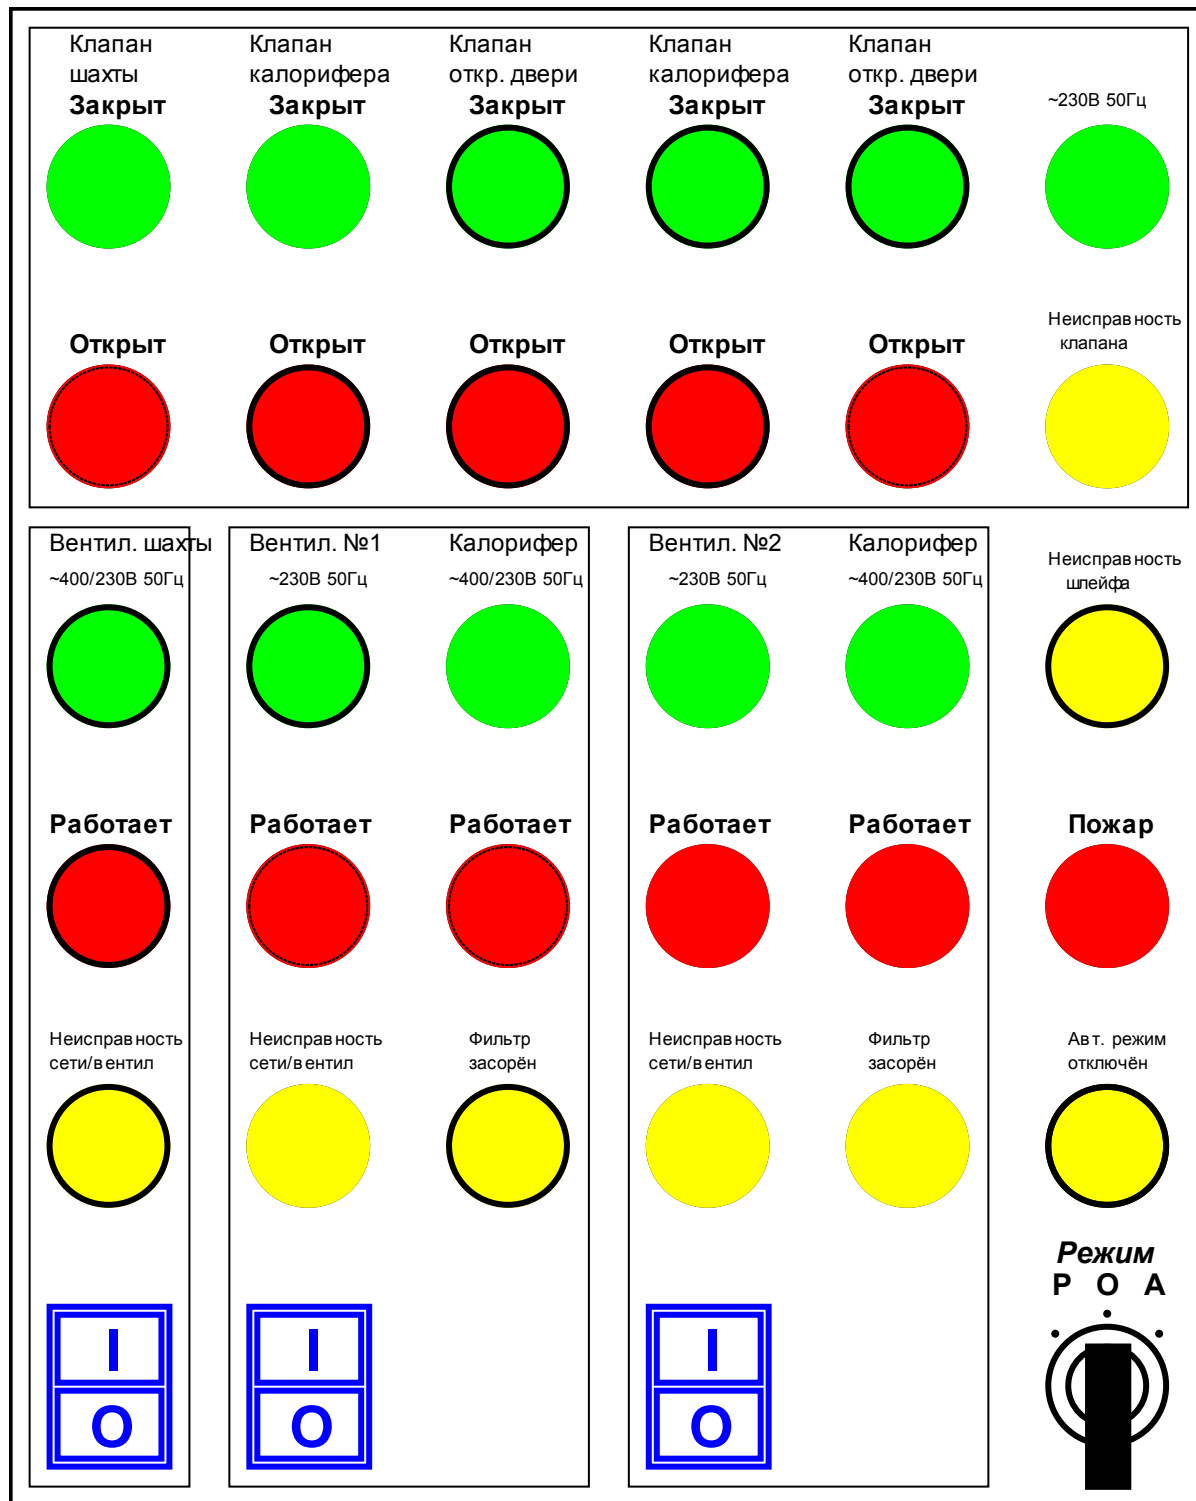 Клапан шахты
Закрыт
Клапан калорифера
Закрыт
Клапан откр. двери
Закрыт
Клапан калорифера
Закрыт
Клапан откр. двери
Закрыт
~230В 50Гц
Открыт
Открыт
Открыт
Открыт
Открыт
Неисправность
клапана
Вентил. шахты
~400/230В 50Гц
Вентил. №1
~230В 50Гц
Калорифер
~400/230В 50Гц
Вентил. №2
~230В 50Гц
Калорифер
~400/230В 50Гц
Неисправность
шлейфа
Работает
Работает
Работает
Работает
Работает
Пожар
Неисправность
сети/вентил
Неисправность
сети/вентил
Фильтр
засорён
Неисправность
сети/вентил
Фильтр
засорён
Авт. режим
отключён
Режим
Р О А
I
O
I
O
I
O